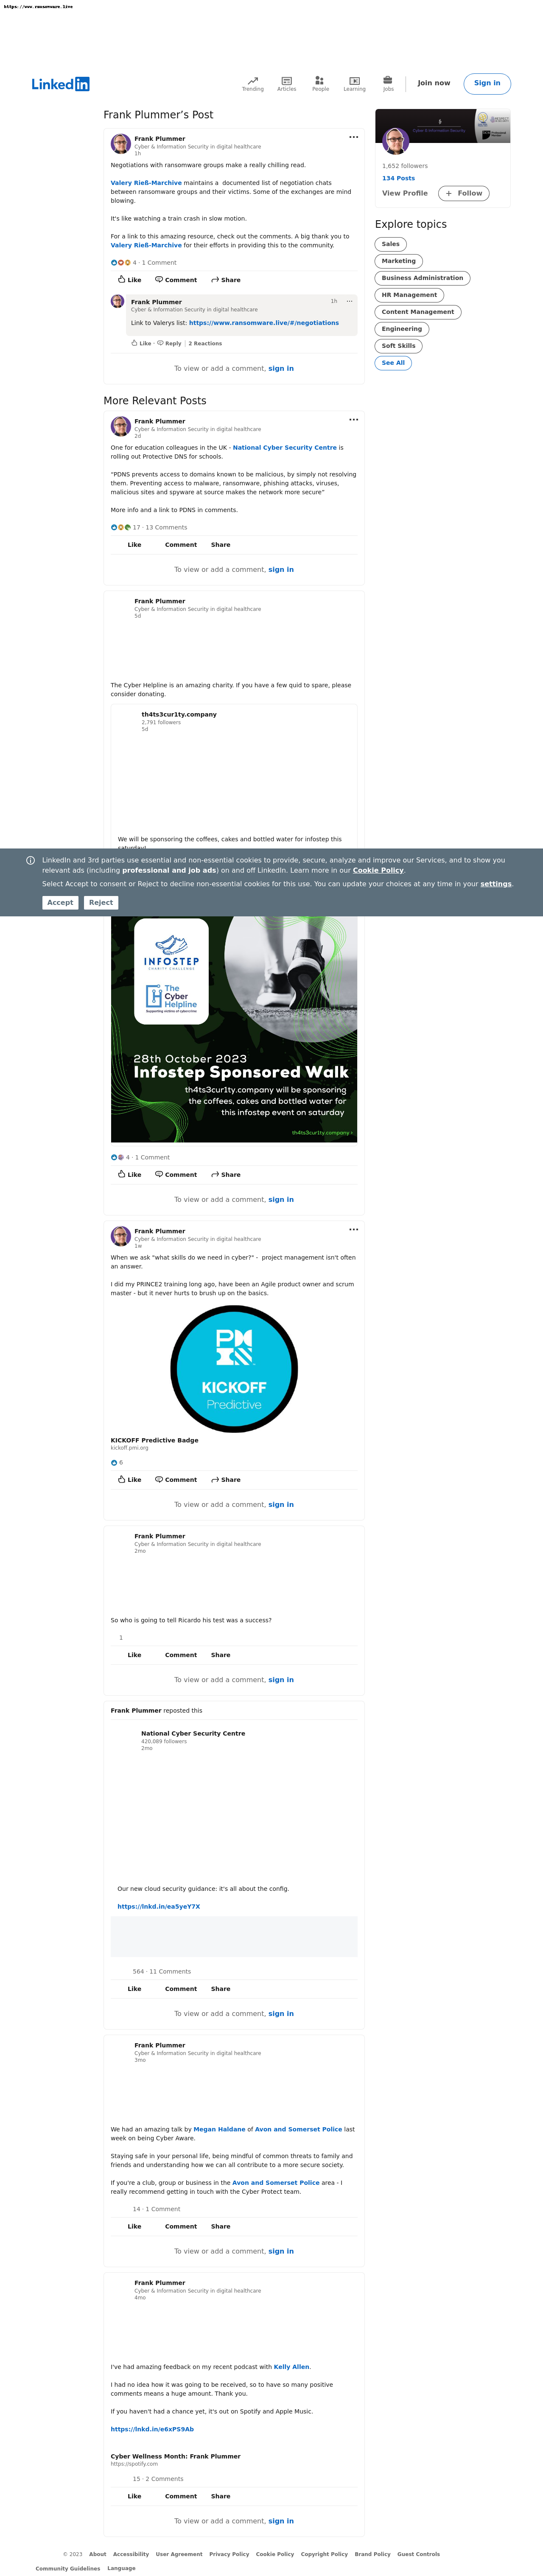 https://www.ransomware.live
LinkedIn
Trending
Articles
People
Learning
Jobs
Join now
Sign in
Frank Plummer's Post
Frank Plummer
Cyber & Information Security in digital healthcare
1h
Negotiations with ransomware groups make a really chilling read.
Valery Rieß-Marchive maintains a documented list of negotiation chats
between ransomware groups and their victims. Some of the exchanges are mind
blowing.
It's like watching a train crash in slow motion.
For a link to this amazing resource, check out the comments. A big thank you to
Valery Rieß-Marchive for their efforts in providing this to the community.
4 · 1 Comment
Like
Comment
Share
Frank Plummer
1h
Cyber & Information Security in digital healthcare
Link to Valerys list: https://www.ransomware.live/#/negotiations
Like · Reply | 2 Reactions
To view or add a comment, sign in
1,652 followers
134 Posts
View Profile
+ Follow
Explore topics
Sales
Marketing
Business Administration
HR Management
Content Management
Engineering
Soft Skills
See All
More Relevant Posts
Frank Plummer
Cyber & Information Security in digital healthcare
2d
One for education colleagues in the UK - National Cyber Security Centre is
rolling out Protective DNS for schools.
"PDNS prevents access to domains known to be malicious, by simply not resolving
them. Preventing access to malware, ransomware, phishing attacks, viruses,
malicious sites and spyware at source makes the network more secure"
More info and a link to PDNS in comments.
17 · 13 Comments
Like
Comment
Share
To view or add a comment, sign in
Frank Plummer
Cyber & Information Security in digital healthcare
5d
The Cyber Helpline is an amazing charity. If you have a few quid to spare, please
consider donating.
th4ts3cur1ty.company
2,791 followers
5d
We will be sponsoring the coffees, cakes and bottled water for infostep this
saturday!
LinkedIn and 3rd parties use essential and non-essential cookies to provide, secure, analyze and improve our Services, and to show you
relevant ads (including professional and job ads) on and off LinkedIn. Learn more in our Cookie Policy.
Select Accept to consent or Reject to decline non-essential cookies for this use. You can update your choices at any time in your settings.
Accept
Reject
INFOSTEP
CHARITY CHALLENGE
The
Cyber
Helpline
Supporting victims of cybercrime
28th October 2023
Infostep Sponsored Walk
th4ts3cur1ty.company will be sponsoring
the coffees, cakes and bottled water for
this infostep event on saturday
th4ts3cur1ty.company
4 · 1 Comment
Like
Comment
Share
To view or add a comment, sign in
Frank Plummer
Cyber & Information Security in digital healthcare
1w
When we ask "what skills do we need in cyber?" - project management isn't often
an answer.
I did my PRINCE2 training long ago, have been an Agile product owner and scrum
master - but it never hurts to brush up on the basics.
KICKOFF
Predictive
KICKOFF Predictive Badge
kickoff.pmi.org
6
Like
Comment
Share
To view or add a comment, sign in
Frank Plummer
Cyber & Information Security in digital healthcare
2mo
So who is going to tell Ricardo his test was a success?
1
Like
Comment
Share
To view or add a comment, sign in
Frank Plummer reposted this
National Cyber Security Centre
420,089 followers
2mo
Our new cloud security guidance: it's all about the config.
https://lnkd.in/ea5yeY7X
564 · 11 Comments
Like
Comment
Share
To view or add a comment, sign in
Frank Plummer
Cyber & Information Security in digital healthcare
3mo
We had an amazing talk by Megan Haldane of Avon and Somerset Police last
week on being Cyber Aware.
Staying safe in your personal life, being mindful of common threats to family and
friends and understanding how we can all contribute to a more secure society.
If you're a club, group or business in the Avon and Somerset Police area - I
really recommend getting in touch with the Cyber Protect team.
14 · 1 Comment
Like
Comment
Share
To view or add a comment, sign in
Frank Plummer
Cyber & Information Security in digital healthcare
4mo
I've had amazing feedback on my recent podcast with Kelly Allen.
I had no idea how it was going to be received, so to have so many positive
comments means a huge amount. Thank you.
If you haven't had a chance yet, it's out on Spotify and Apple Music.
https://lnkd.in/e6xPS9Ab
Cyber Wellness Month: Frank Plummer
https://spotify.com
15 · 2 Comments
Like
Comment
Share
To view or add a comment, sign in
© 2023
About
Accessibility
User Agreement
Privacy Policy
Cookie Policy
Copyright Policy
Brand Policy
Guest Controls
Community Guidelines
Language